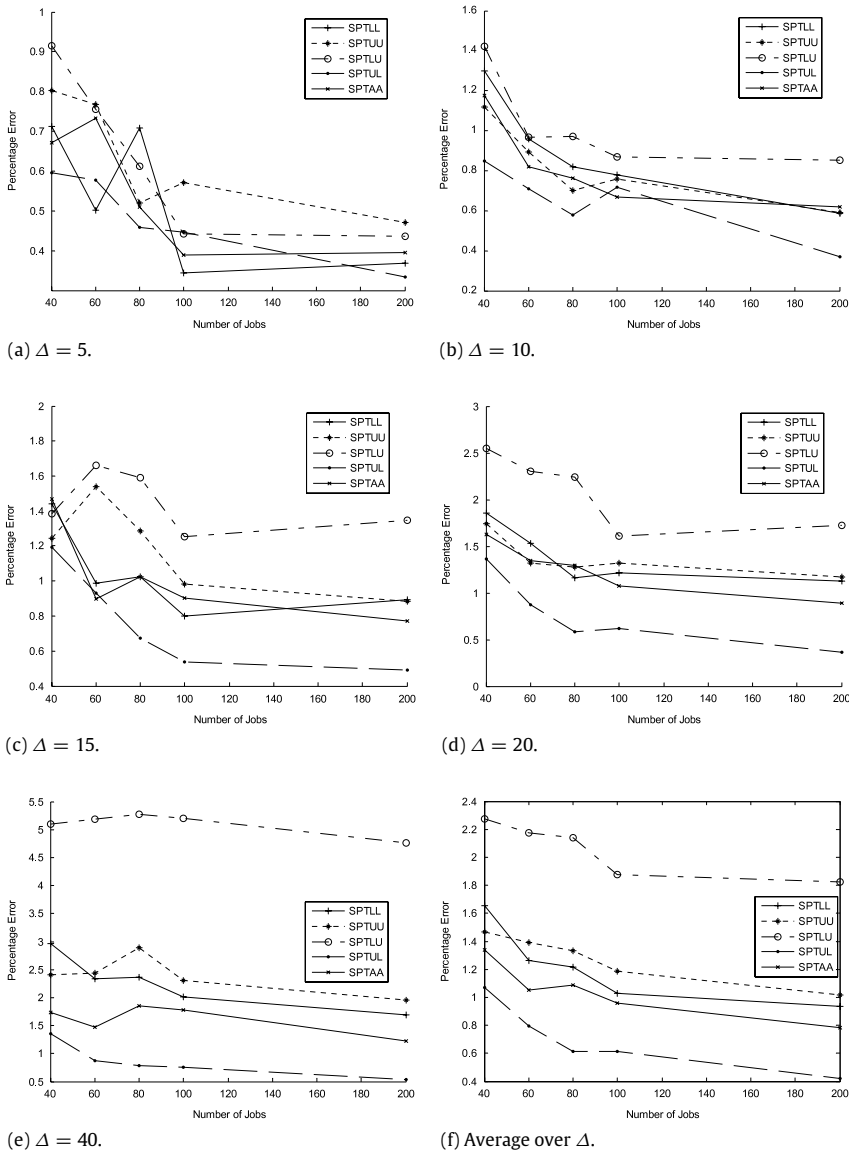 1
0.9
0.8
0.7
0.6
0.5
0.4
Percentage Error
40 60 80 100 120 140 160 180 200
Number of Jobs
SPTLL
SPTUU
SPTLU
SPTUL
SPTAA
(a) Δ = 5.
1.6
1.4
1.2
1
0.8
0.6
0.4
0.2
Percentage Error
40 60 80 100 120 140 160 180 200
Number of Jobs
SPTLL
SPTUU
SPTLU
SPTUL
SPTAA
(b) Δ = 10.
2
1.8
1.6
1.4
1.2
1
0.8
0.6
0.4
Percentage Error
40 60 80 100 120 140 160 180 200
Number of Jobs
SPTLL
SPTUU
SPTLU
SPTUL
SPTAA
(c) Δ = 15.
3
2.5
2
1.5
1
0.5
0
Percentage Error
40 60 80 100 120 140 160 180 200
Number of Jobs
SPTLL
SPTUU
SPTLU
SPTUL
SPTAA
(d) Δ = 20.
5.5
5
4.5
4
3.5
3
2.5
2
1.5
1
0.5
Percentage Error
40 60 80 100 120 140 160 180 200
Number of Jobs
SPTLL
SPTUU
SPTLU
SPTUL
SPTAA
(e) Δ = 40.
2.4
2.2
2
1.8
1.6
1.4
1.2
1
0.8
0.6
0.4
Percentage Error
40 60 80 100 120 140 160 180 200
Number of Jobs
SPTLL
SPTUU
SPTLU
SPTUL
SPTAA
(f) Average over Δ.